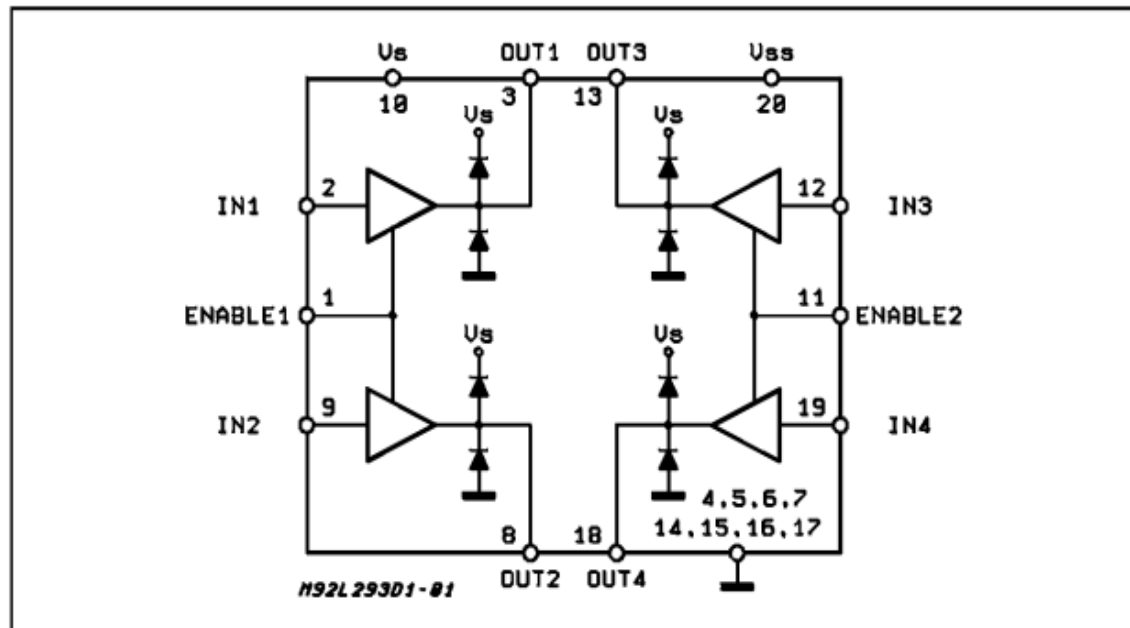 Vs OUT1 OUT3 Vss
10 3 13 20
Vs Vs
IN1 2 12 IN3
ENABLE1 1 11 ENABLE2
Vs Vs
IN2 9 19 IN4
4,5,6,7
8 18 14,15,16,17
OUT2 OUT4
M92L293D1-01